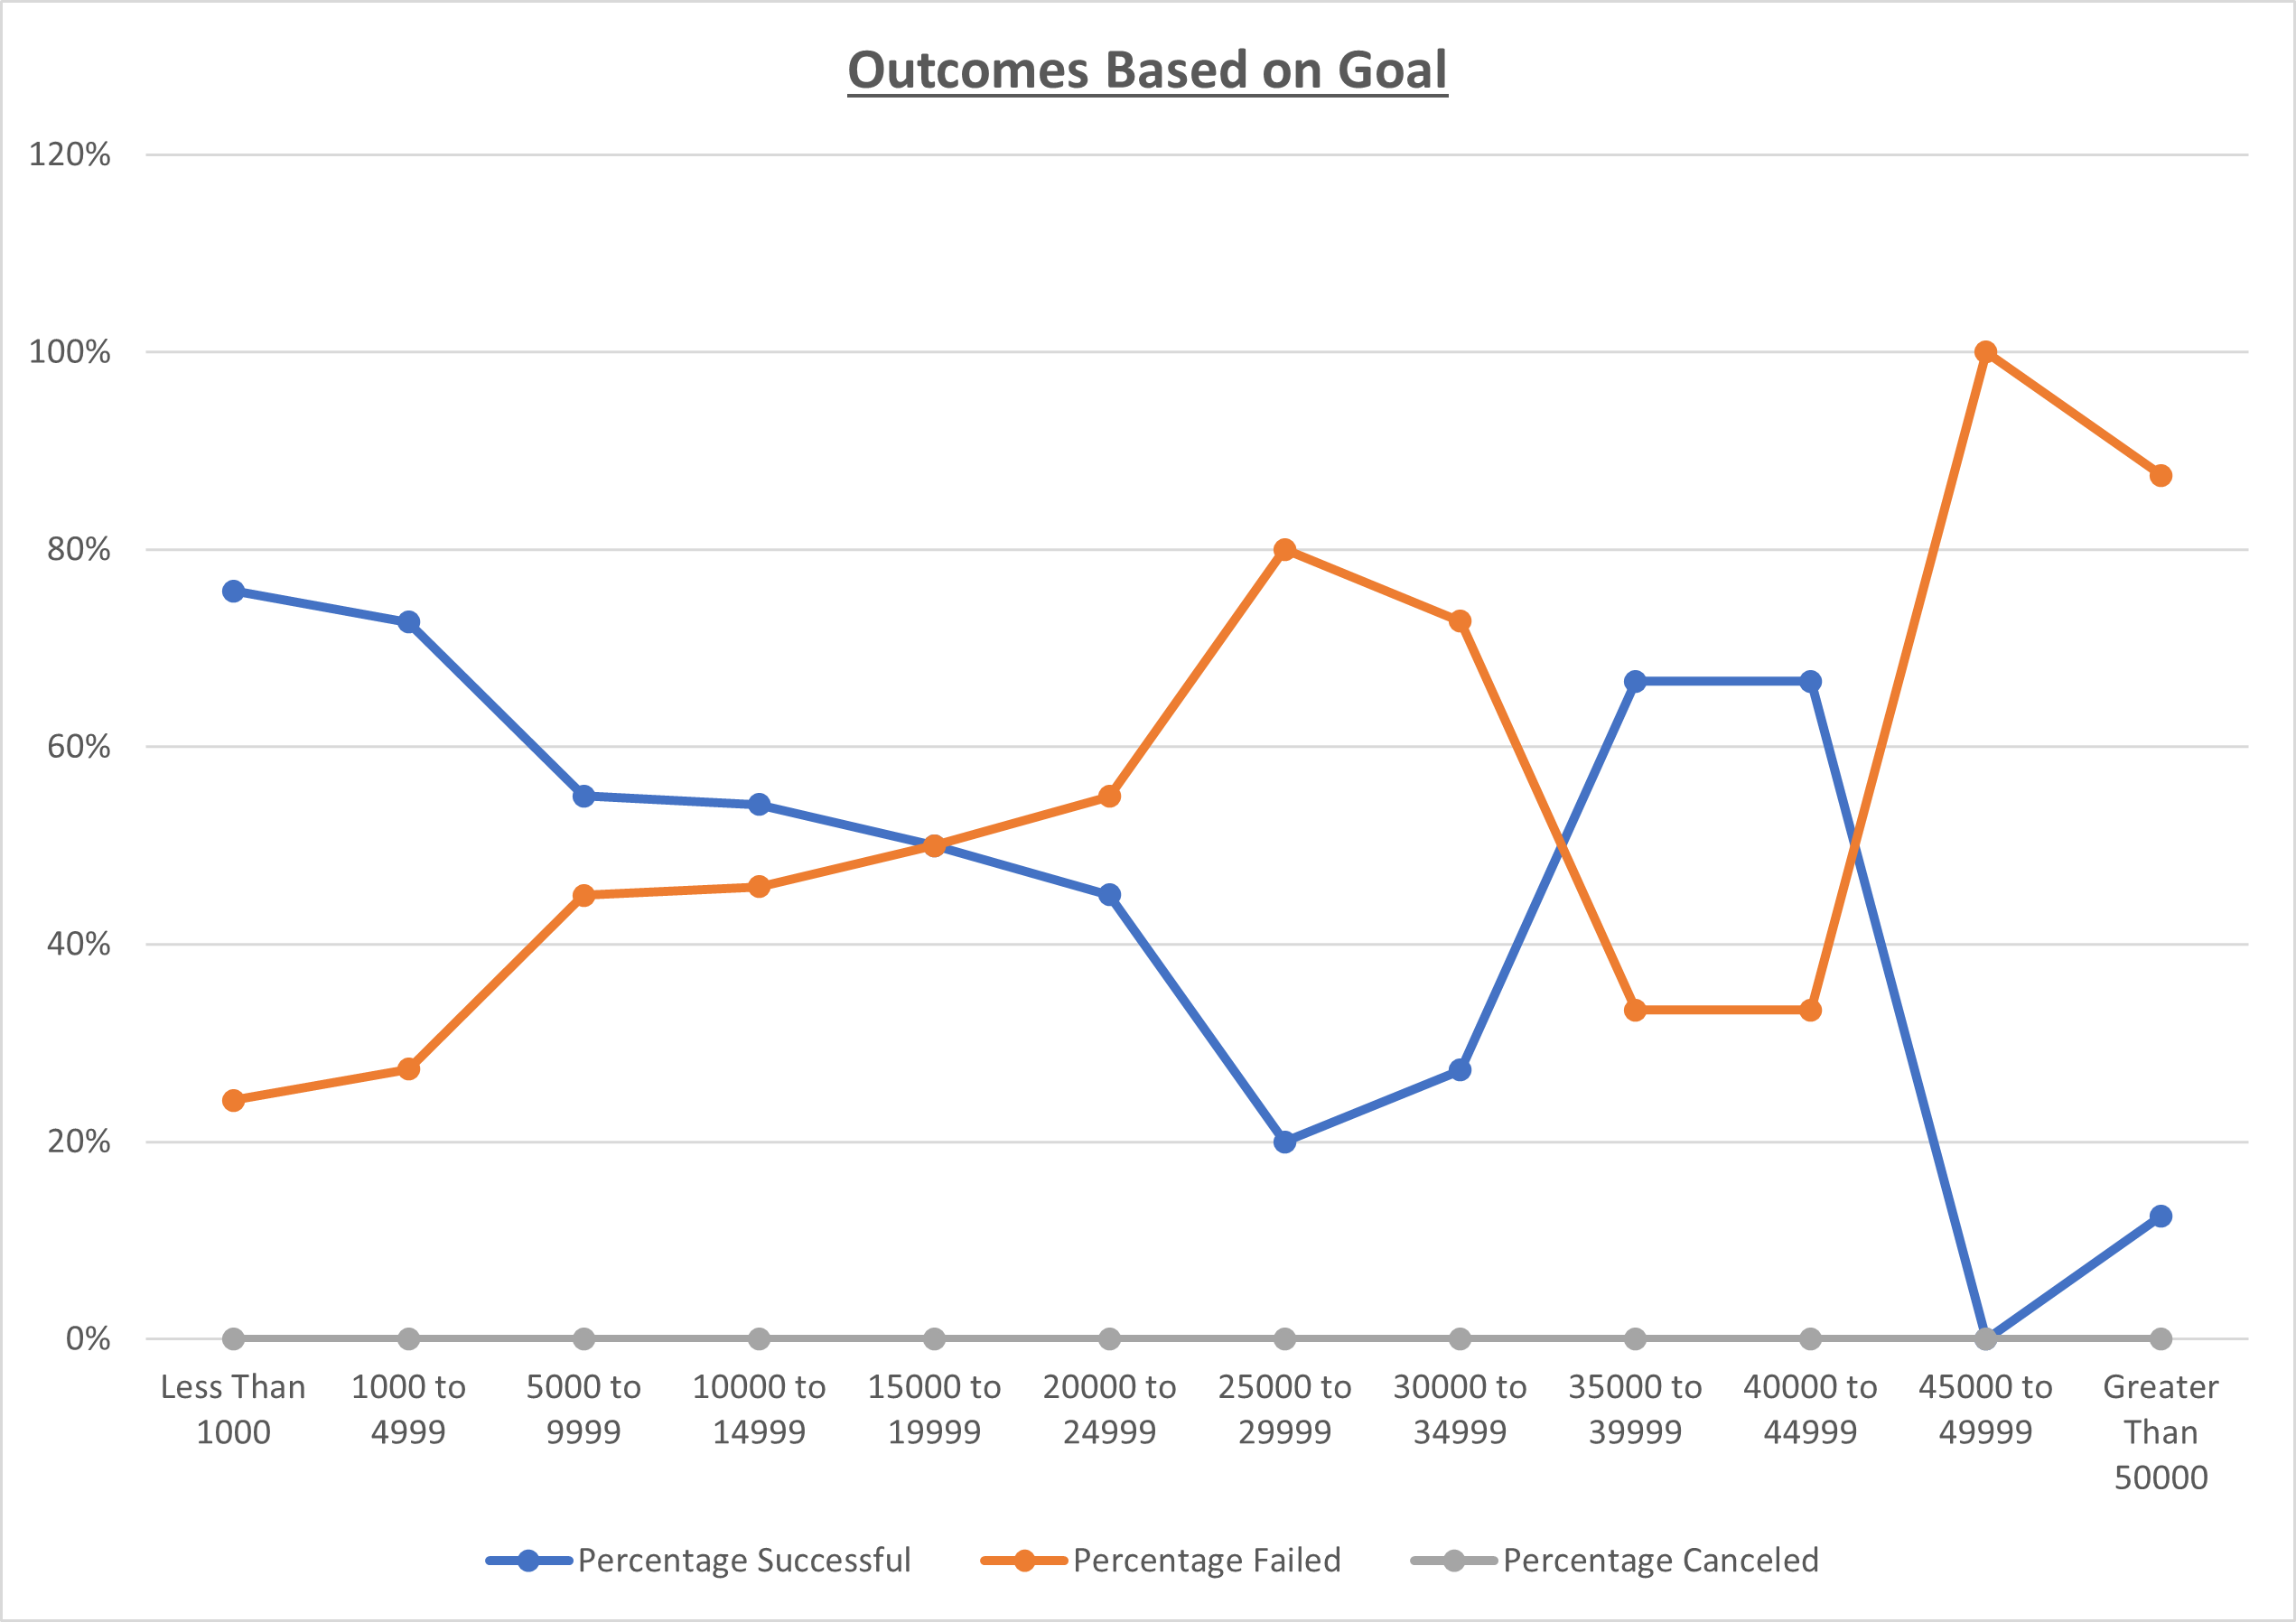 Outcomes Based on Goal
120%
100%
80%
60%
40%
20%
0%
Less Than
1000
1000 to
4999
5000 to
9999
10000 to
14999
15000 to
19999
20000 to
24999
25000 to
29999
30000 to
34999
35000 to
39999
40000 to
44999
45000 to
49999
Greater
Than
50000
Percentage Successful
Percentage Failed
Percentage Canceled